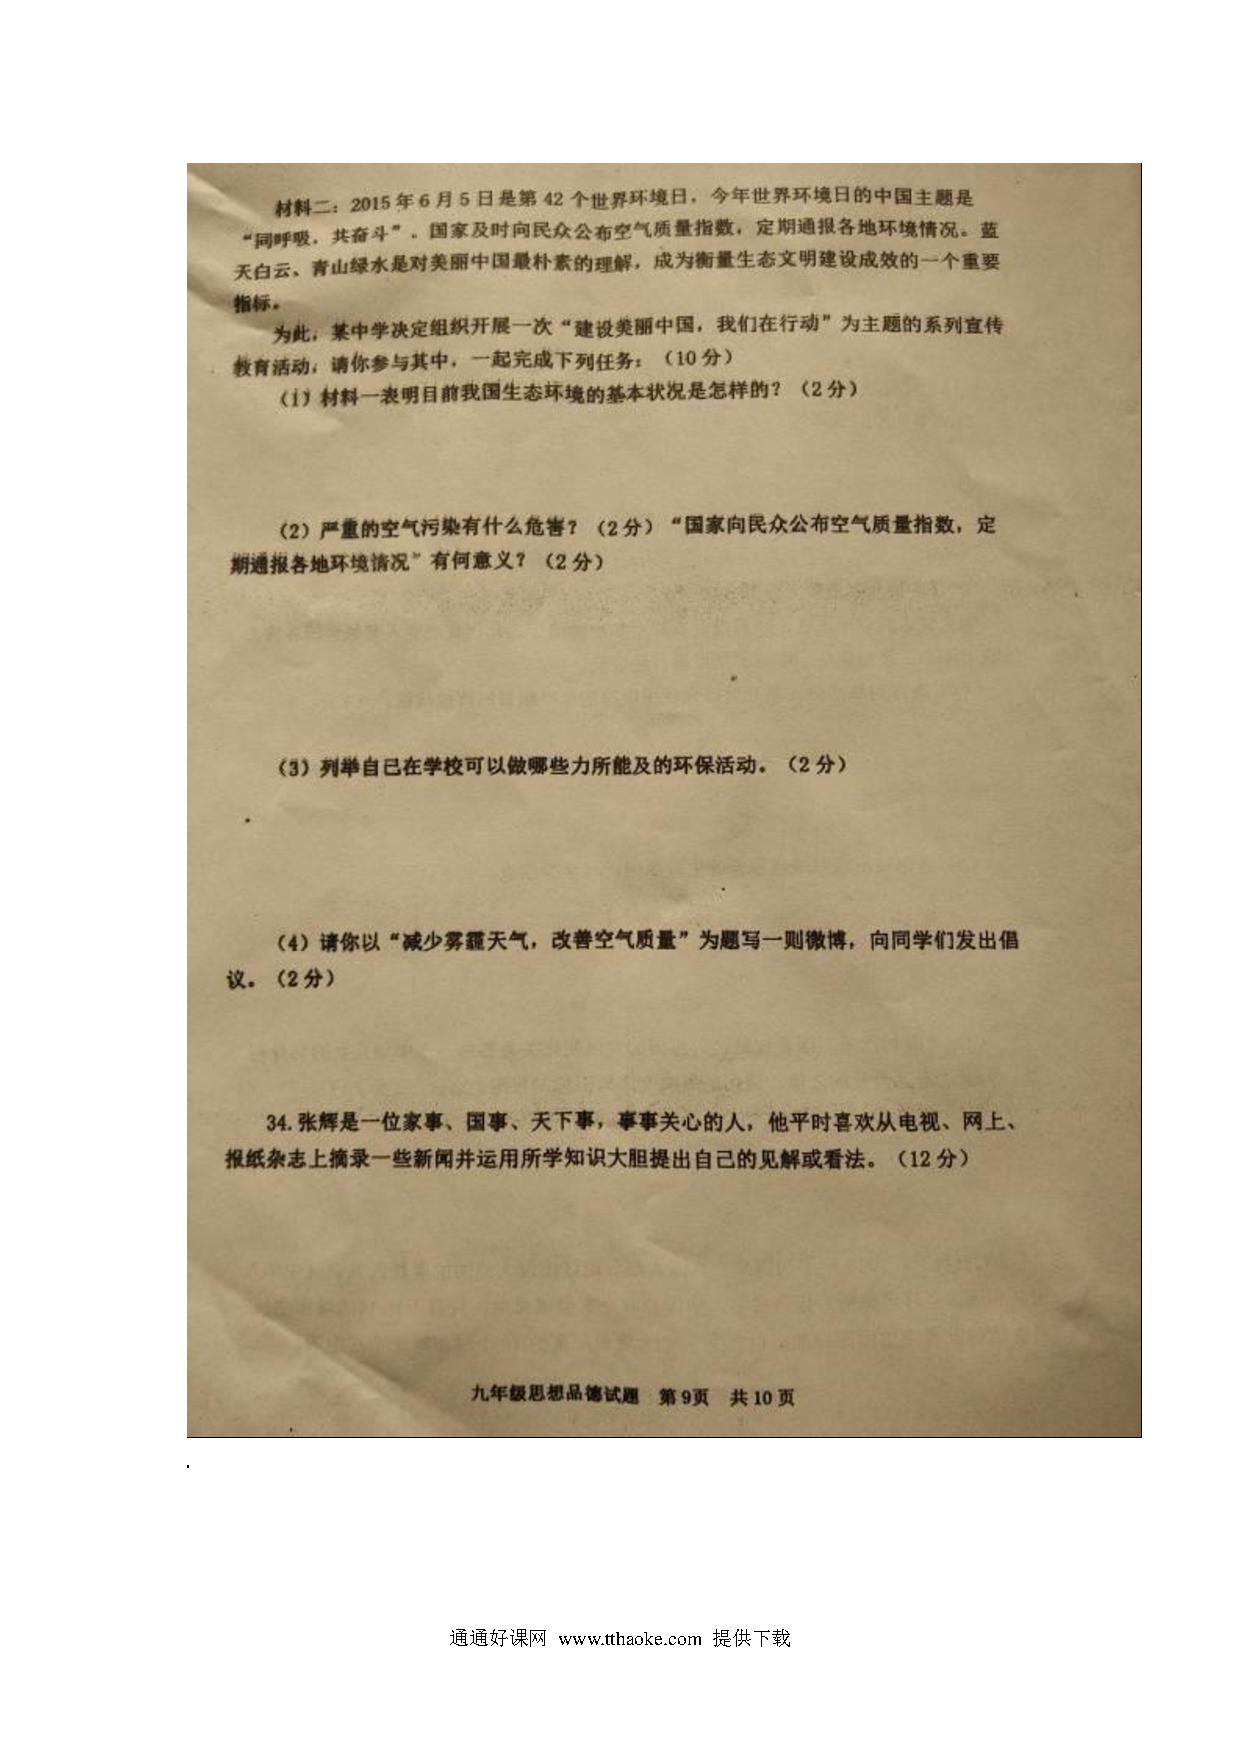 材料二：2015年6月5日是第42个世界环境日，今年世界环境日的中国主题是
“同呼吸，共奋斗”。国家及时向民众公布空气质量指数，定期通报各地环境情况。蓝
天白云、青山绿水是对美丽中国最朴素的理解，成为衡量生态文明建设成效的一个重要
指标。
为此，某中学决定组织开展一次“建设美丽中国，我们在行动”为主题的系列宣传
教育活动，请你参与其中，一起完成下列任务：（10分）
（1）材料一表明目前我国生态环境的基本状况是怎样的？（2分）
（2）严重的空气污染有什么危害？（2分）“国家向民众公布空气质量指数，定
期通报各地环境情况”有何意义？（2分）
（3）列举自己在学校可以做哪些力所能及的环保活动。（2分）
（4）请你以“减少雾霾天气，改善空气质量”为题写一则微博，向同学们发出倡
议。（2分）
34.张辉是一位家事、国事、天下事，事事关心的人，他平时喜欢从电视、网上、
报纸杂志上摘录一些新闻并运用所学知识大胆提出自己的见解或看法。（12分）
九年级思想品德试题 第9页 共10页
通通好课网 www.tthaoke.com 提供下载